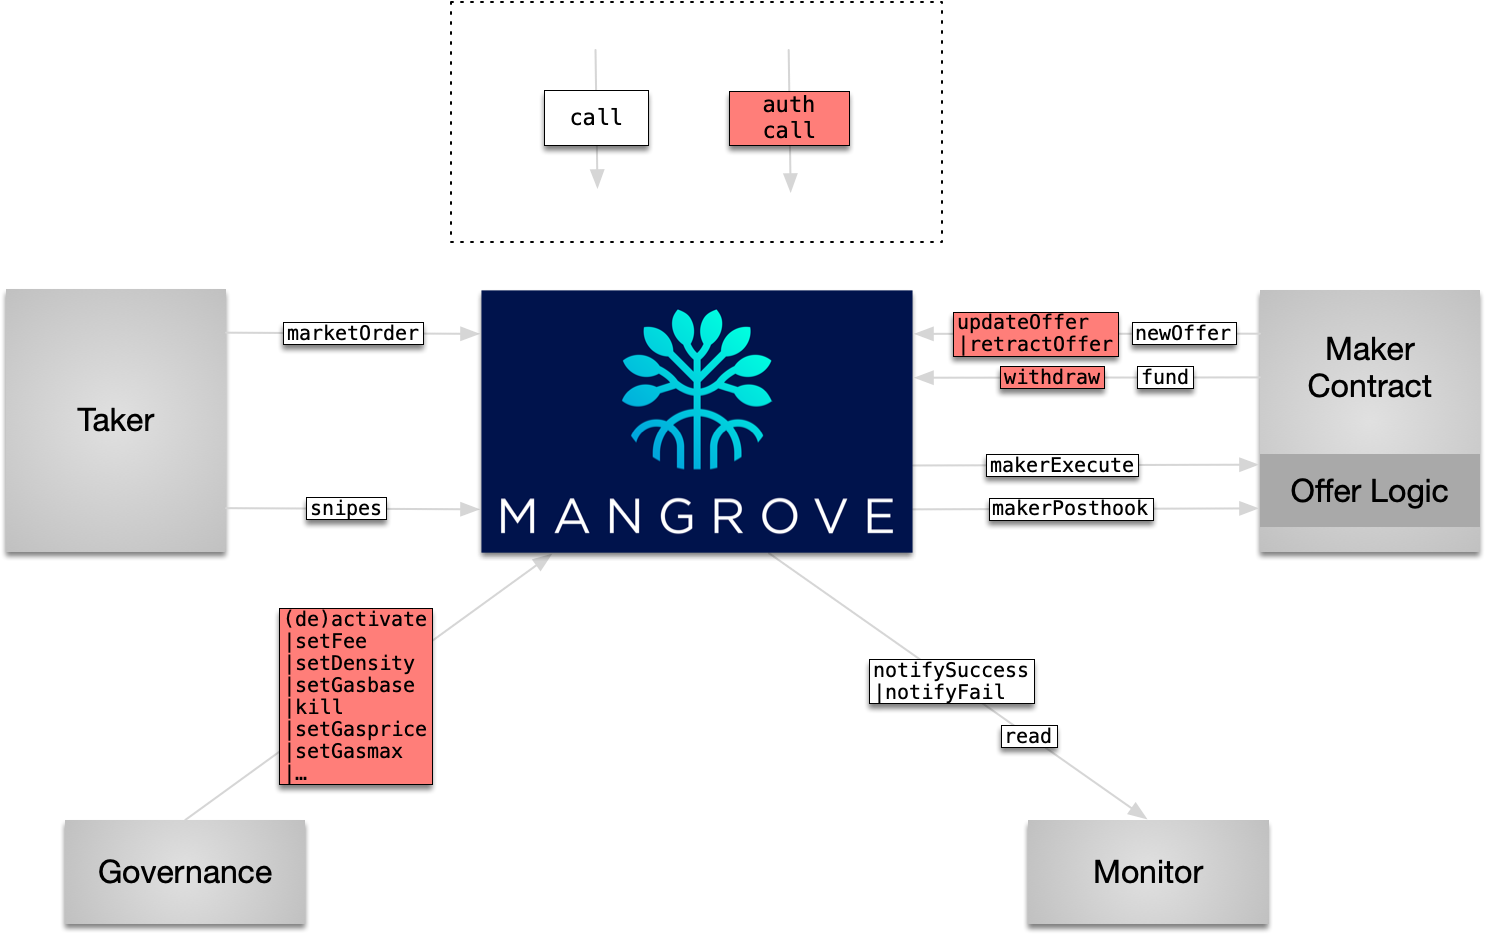 call
auth
call
Taker
marketOrder
snipes
MANGROVE
updateOffer
|retractOffer
newOffer
withdraw
fund
makerExecute
makerPosthook
Maker
Contract
Offer Logic
(de)activate
|setFee
|setDensity
|setGasbase
|kill
|setGasprice
|setGasmax
|…
notifySuccess
|notifyFail
read
Governance
Monitor